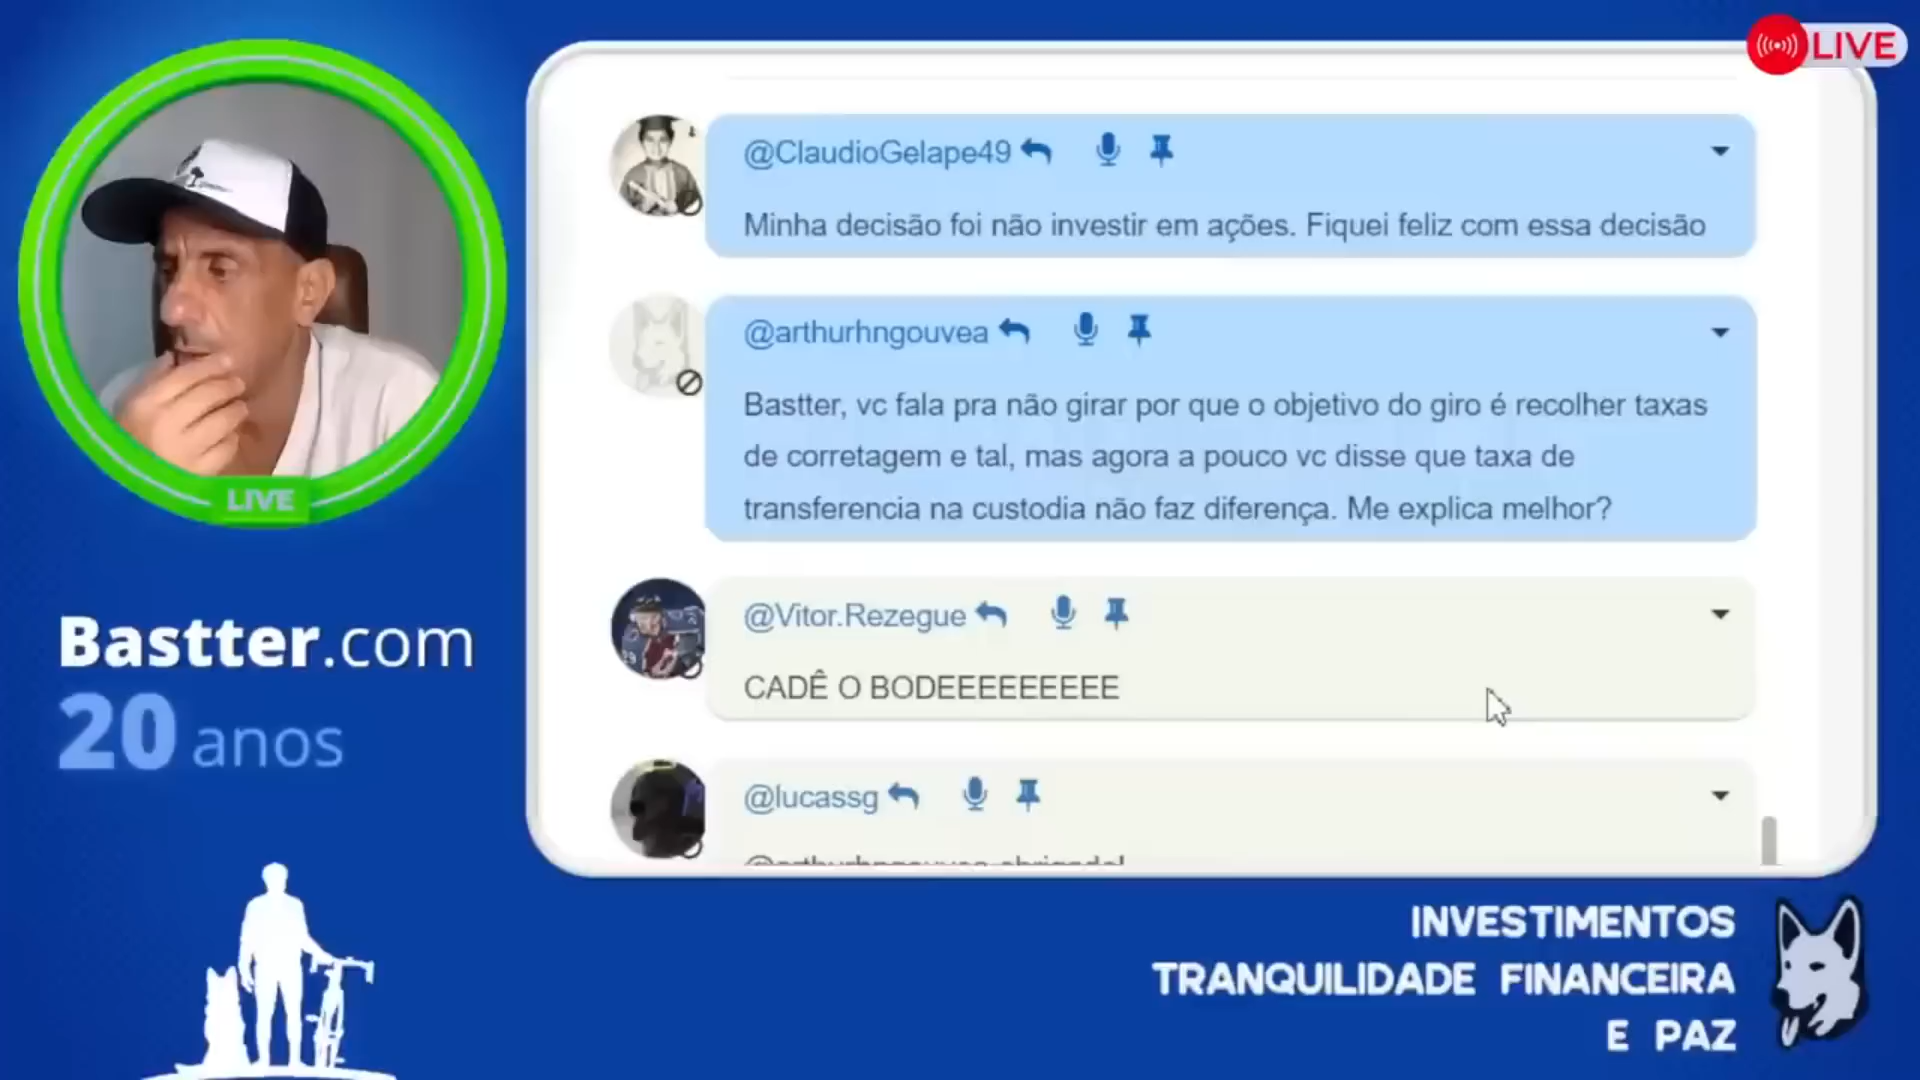 LIVE
@ClaudioGelape49
Minha decisão foi não investir em ações. Fiquei feliz com essa decisão
@arthurhngouvea
Bastter, vc fala pra não girar por que o objetivo do giro é recolher taxas
de corretagem e tal, mas agora a pouco vc disse que taxa de
transferencia na custodia não faz diferença. Me explica melhor?
@Vitor.Rezegue
CADÊ O BODEEEEEEEEEE
@lucassg
@arthurhngouvea obrigado!
LIVE
Bastter.com
20 anos
INVESTIMENTOS
TRANQUILIDADE FINANCEIRA
E PAZ